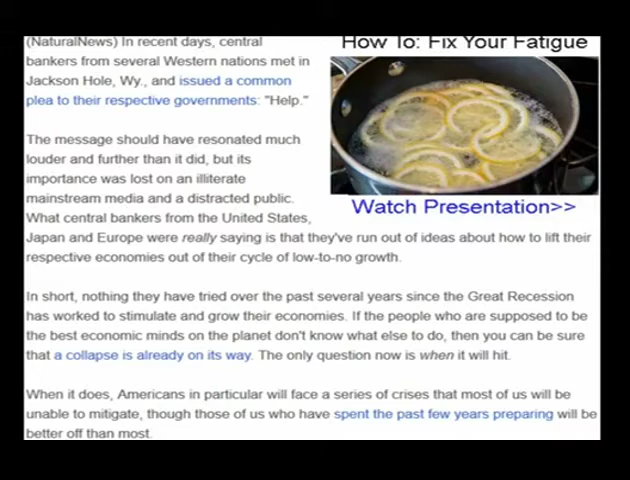 (NaturalNews) In recent days, central
bankers from several Western nations met in
Jackson Hole, Wy., and issued a common
plea to their respective governments: "Help."
How To: Fix Your Fatigue
Watch Presentation>>
The message should have resonated much
louder and further than it did, but its
importance was lost on an illiterate
mainstream media and a distracted public.
What central bankers from the United States,
Japan and Europe were really saying is that they've run out of ideas about how to lift their
respective economies out of their cycle of low-to-no growth.
In short, nothing they have tried over the past several years since the Great Recession
has worked to stimulate and grow their economies. If the people who are supposed to be
the best economic minds on the planet don't know what else to do, then you can be sure
that a collapse is already on its way. The only question now is when it will hit.
When it does, Americans in particular will face a series of crises that most of us will be
unable to mitigate, though those of us who have spent the past few years preparing will be
better off than most.